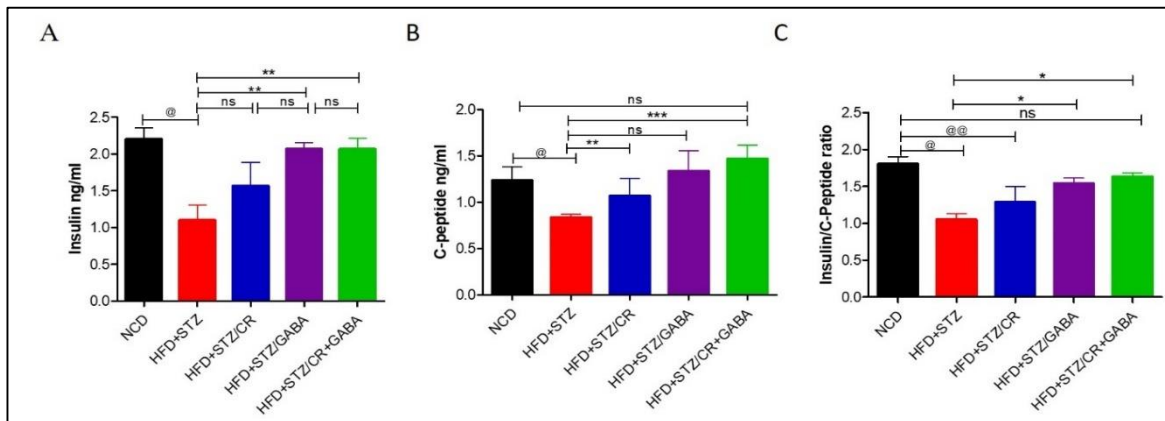 A
**
**
@
ns
ns
ns
Insulin ng/ml
2.5
2.0
1.5
1.0
0.5
0.0
NCD
HFD+STZ
HFD+STZ/CR
HFD+STZ/GABA
HFD+STZ/CR+GABA
B
ns
***
ns
@
**
C-peptide ng/ml
2.0
1.5
1.0
0.5
0.0
NCD
HFD+STZ
HFD+STZ/CR
HFD+STZ/GABA
HFD+STZ/CR+GABA
C
*
*
ns
@@
@
Insulin/C-Peptide ratio
2.0
1.5
1.0
0.5
0.0
NCD
HFD+STZ
HFD+STZ/CR
HFD+STZ/GABA
HFD+STZ/CR+GABA